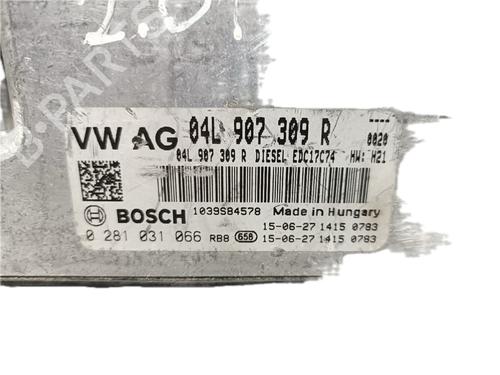 VW AG 04L 907 309 R
----
0020
04L 907 309 R DIESEL EDC17C74 HW: H21
BOSCH 1039S84578 Made in Hungary
0 281 031 066 RB8 658 15-06-27 1415 0783
15-06-27 1415 0783